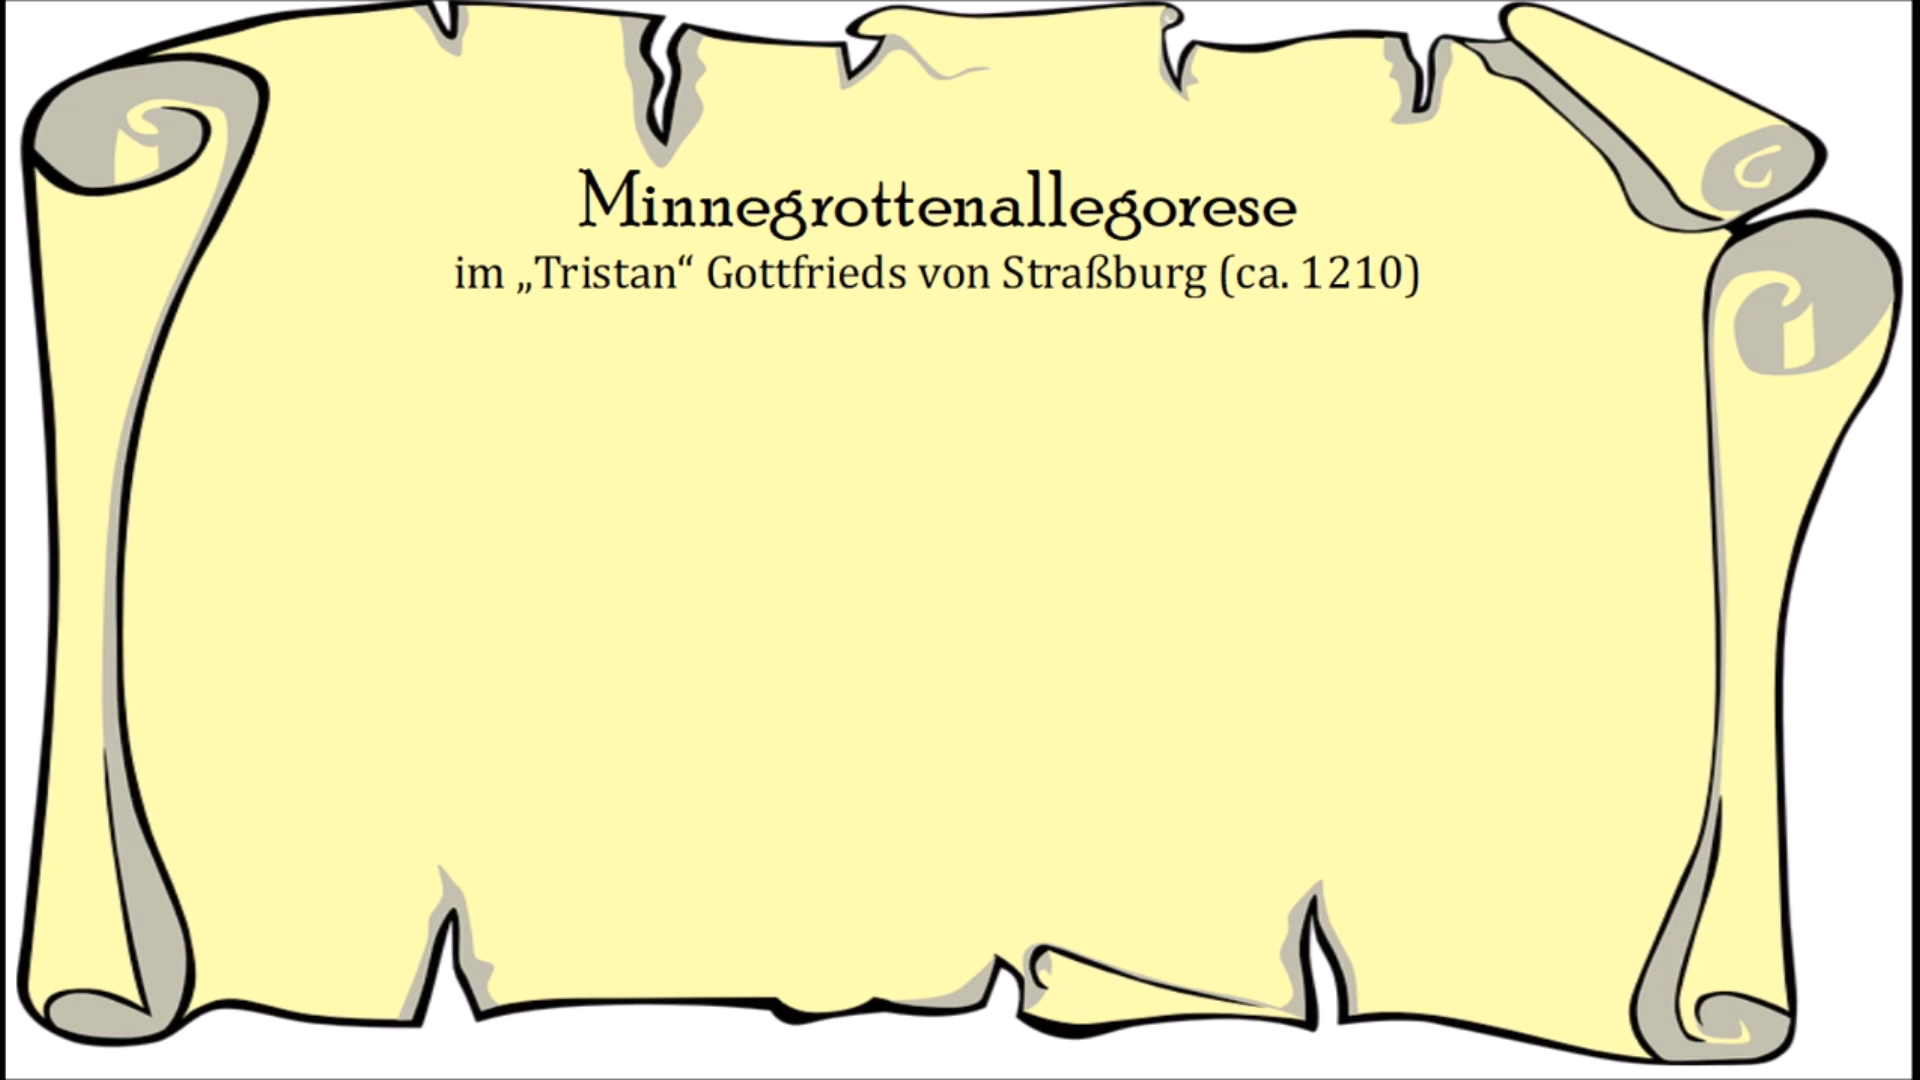 Minnegrottenallegorese
im „Tristan“ Gottfrieds von Straßburg (ca. 1210)